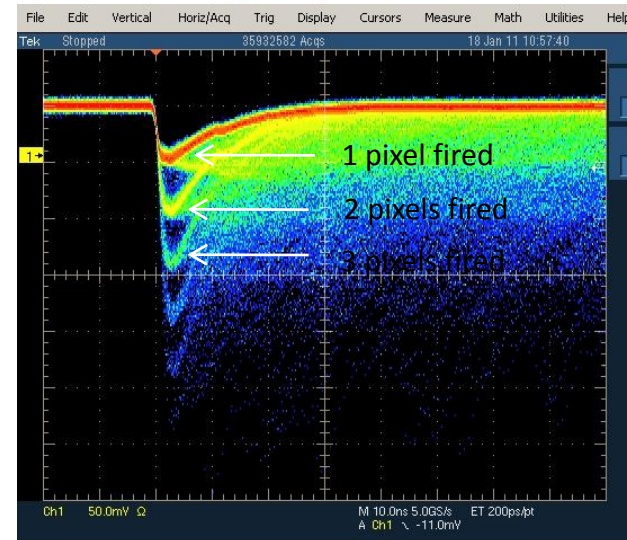 File Edit Vertical Horiz/Acq Trig Display Cursors Measure Math Utilities Help
Tek Stopped 35932582 Acqs 18 Jan 11 10:57:40
1 pixel fired
1
2 pixels fired
3 pixels fired
Ch1 50.0mV Ω M 10.0ns 5.0GS/s ET 200ps/pt
A Ch1 -11.0mV